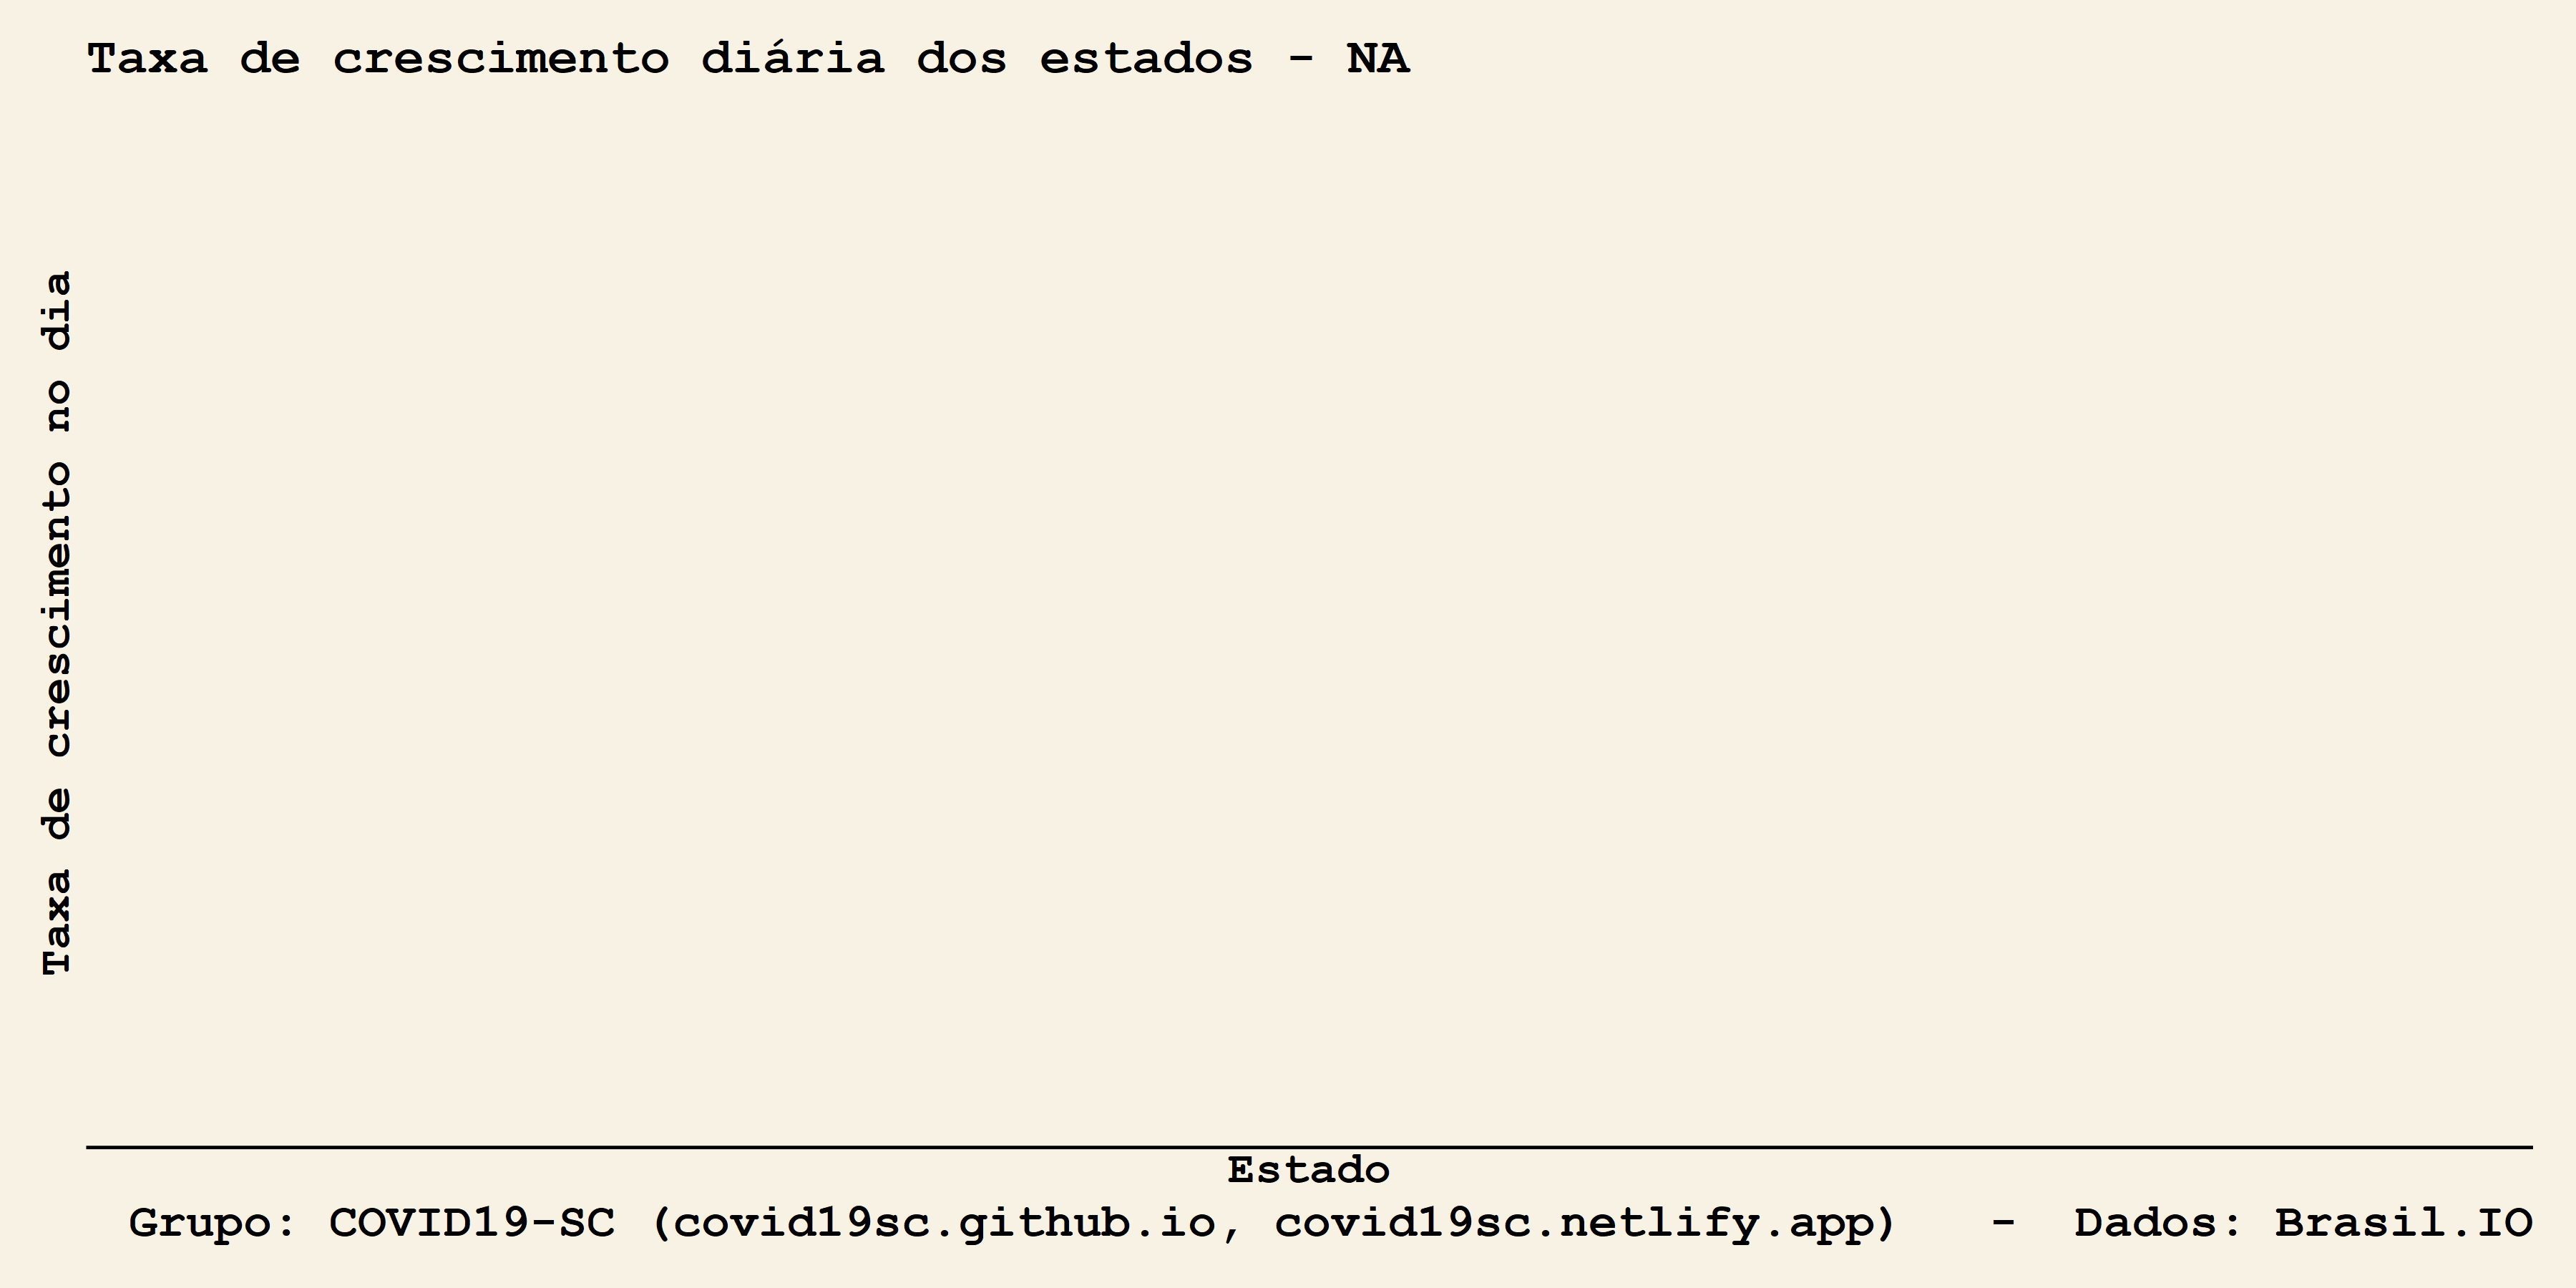 Taxa de crescimento diária dos estados - NA
Taxa de crescimento no dia
Estado
Grupo: COVID19-SC (covid19sc.github.io, covid19sc.netlify.app)   -  Dados: Brasil.IO